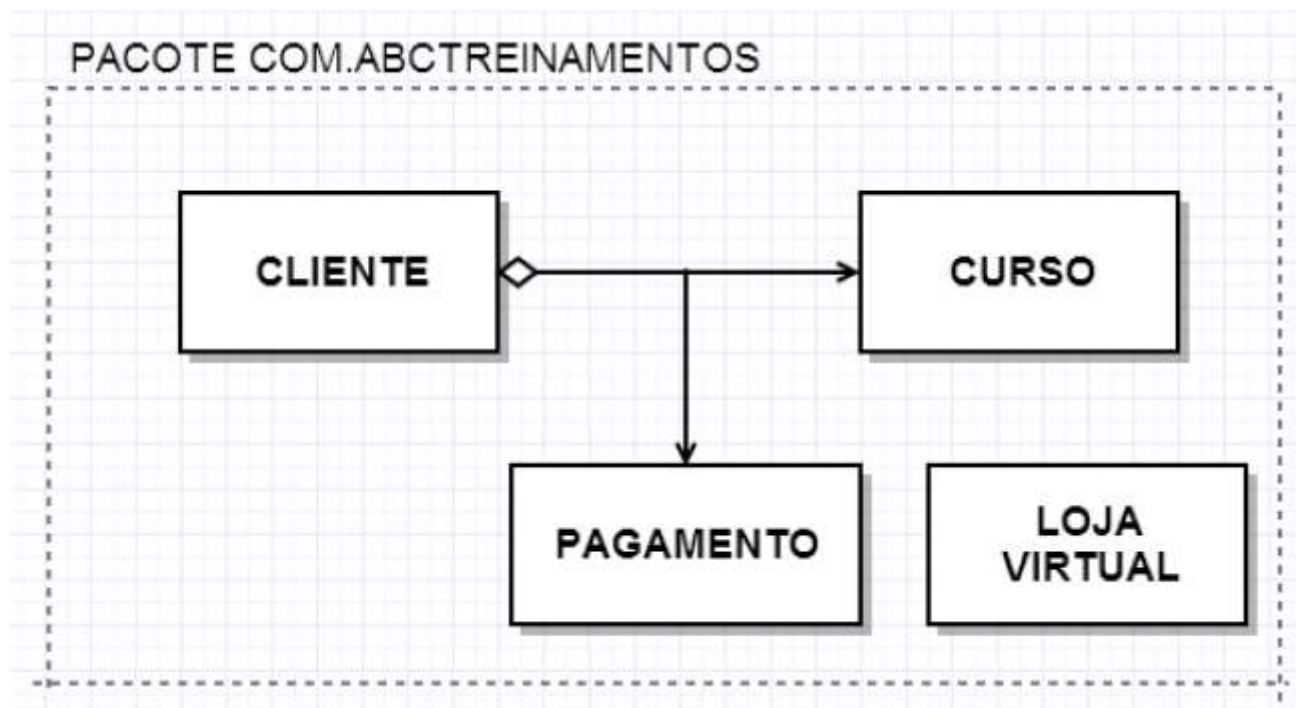 PACOTE COM.ABCTREINAMENTOS
CLIENTE
CURSO
PAGAMENTO
LOJA
VIRTUAL